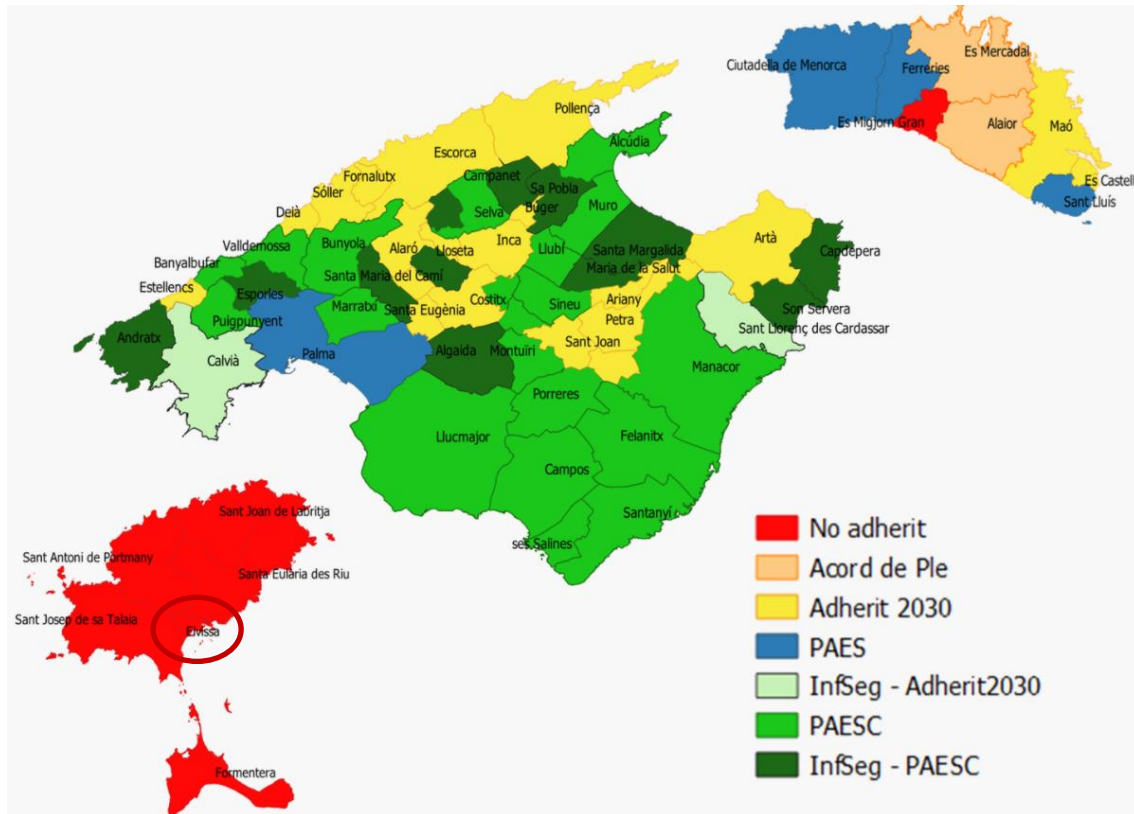 Es Mercadal
Ciutadella de Menorca
Ferreries
Es Migjorn Gran
Alaior
Maó
Es Castell
Sant Lluís
Pollença
Escorca
Alcúdia
Fornalutx
Campanet
Sa Pobla
Sóller
Selva
Búger
Muro
Deià
Valldemossa
Bunyola
Alaró
Lloseta
Inca
Llubí
Santa Margalida
Artà
Capdepera
Banyalbufar
Santa Maria del Camí
Maria de la Salut
Estellencs
Esporles
Marratxí
Santa Eugènia
Costitx
Sineu
Ariany
Son Servera
Puigpunyent
Petra
Sant Llorenç des Cardassar
Andratx
Calvià
Palma
Algaida
Montuïri
Sant Joan
Manacor
Porreres
Llucmajor
Felanitx
Campos
Santanyí
ses Salines
Sant Joan de Labritja
Sant Antoni de Portmany
Santa Eulària des Riu
Sant Josep de sa Talaia
Eivissa
Formentera
No adherit
Acord de Ple
Adherit 2030
PAES
InfSeg - Adherit2030
PAESC
InfSeg - PAESC